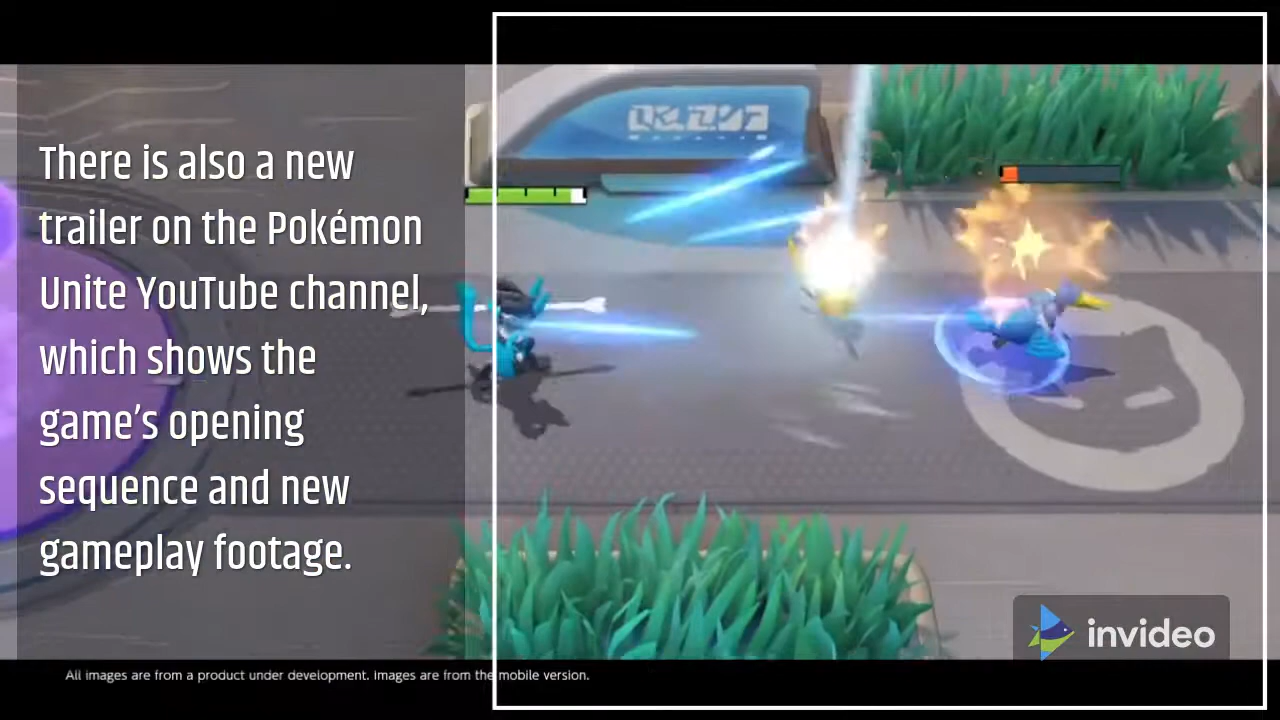 There is also a new
trailer on the Pokémon
Unite YouTube channel,
which shows the
game’s opening
sequence and new
gameplay footage.
invideo
All images are from a product under development. Images are from the mobile version.